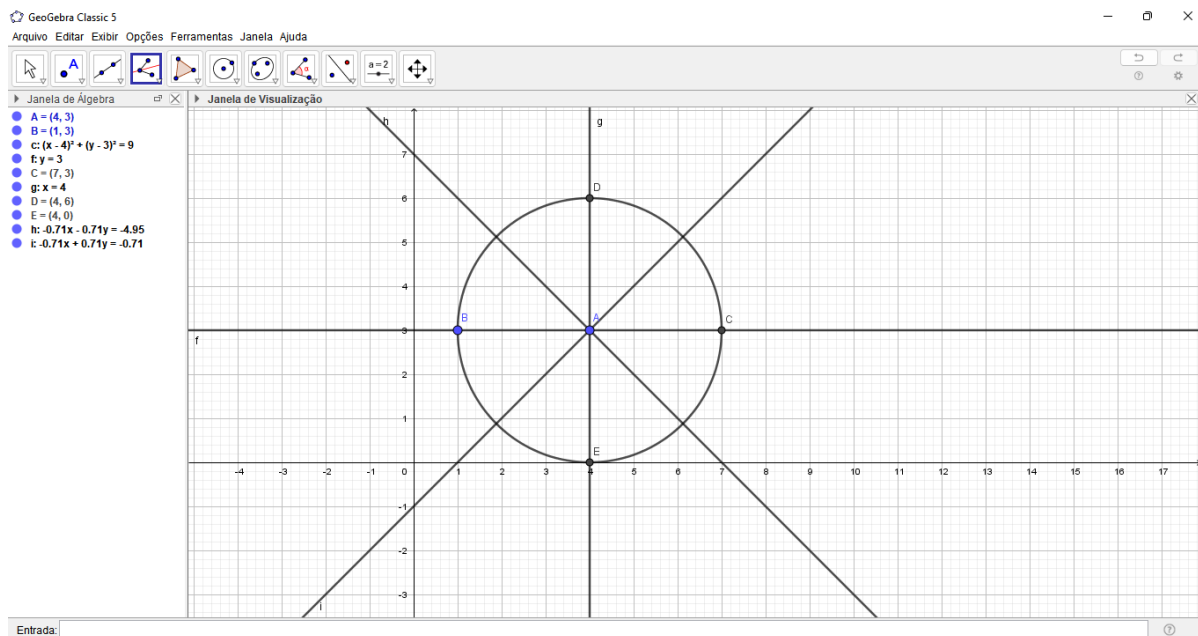 GeoGebra Classic 5
Arquivo Editar Exibir Opções Ferramentas Janela Ajuda
A
α
a = 2
Janela de Álgebra
Janela de Visualização
A = (4, 3)
B = (1, 3)
c: (x - 4)² + (y - 3)² = 9
f: y = 3
C = (7, 3)
g: x = 4
D = (4, 6)
E = (4, 0)
h: -0.71x - 0.71y = -4.95
i: -0.71x + 0.71y = -0.71
h
g
7
D
6
5
4
B
A
C
3
f
2
1
E
-4 -3 -2 -1 0 1 2 3 4 5 6 7 8 9 10 11 12 13 14 15 16 17
-1
-2
-3
i
Entrada: